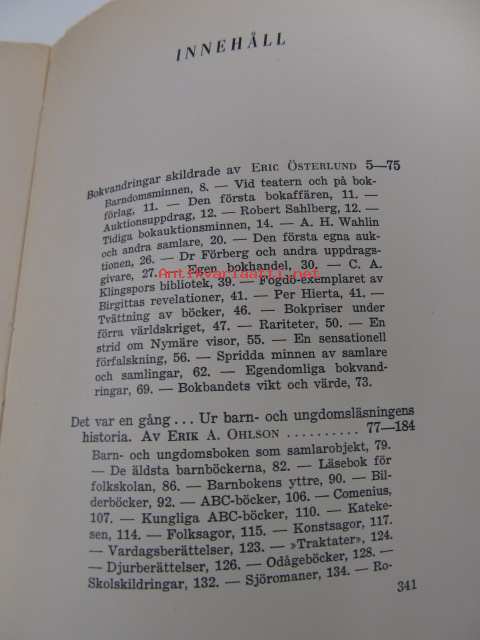 INNEHÅLL
Bokvandringar skildrade av ERIC ÖSTERLUND 5—75
Barndomsminnen, 8. — Vid teatern och på bok-
förlag, 11. — Den första bokaffären, 11. —
Auktionsuppdrag, 12. — Robert Sahlberg, 12. —
Tidiga bokauktionsminnen, 14. — A. H. Wahlin
och andra samlare, 20. — Den första egna auk-
tionen, 26. — Dr Förberg och andra uppdrags-
givare, 27. — Egen bokhandel, 30. — C. A.
Antikvariaatti.net
Klingspors bibliotek, 39. — Fogdö-exemplaret av
Birgittas revelationer, 41. — Per Hierta, 41. —
Tvättning av böcker, 46. — Bokpriser under
förra världskriget, 47. — Rariteter, 50. — En
strid om Nymäre visor, 55. — En sensationell
förfalskning, 56. — Spridda minnen av samlare
och samlingar, 62. — Egendomliga bokvand-
ringar, 69. — Bokbandets vikt och värde, 73.
Det var en gång... Ur barn- och ungdomsläsningens
historia. Av ERIK A. OHLSON .......... 77—184
Barn- och ungdomsboken som samlarobjekt, 79.
— De äldsta barnböckerna, 82. — Läsebok för
folkskolan, 86. — Barnbokens yttre, 90. — Bil-
derböcker, 92. — ABC-böcker, 106. — Comenius,
107. — Kungliga ABC-böcker, 110. — Kateke-
sen, 114. — Folksagor, 115. — Konstsagor, 117.
— Vardagsberättelser, 123. — »Traktater», 124.
— Djurberättelser, 126. — Odågeböcker, 128. —
Skolskildringar, 132. — Sjöromaner, 134. — Ro-
341